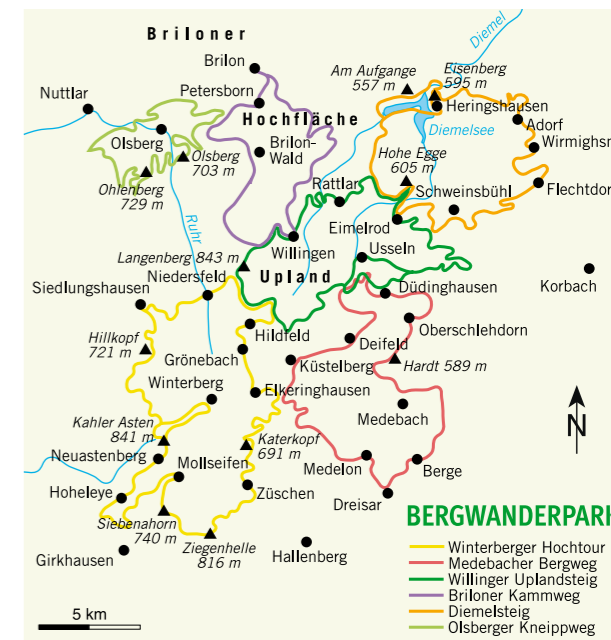 Briloner
Diemel
Brilon
Am Aufgange
557 m
Eisenberg
595 m
Petersborn
Nuttlar
Heringshausen
Hochfläche
Adorf
Diemelsee
Olsberg
Brilon-
Wald
Wirmighsn
Olsberg
703 m
Hohe Egge
605 m
Ohlenberg
729 m
Rattlar
Schweinsbühl
Flechtdorf
Ruhr
Eimelrod
Willingen
Usseln
Langenberg 843 m
Upland
Korbach
Niedersfeld
Siedlungshausen
Düdinghausen
Oberschlehdorn
Hildfeld
Hillkopf
721 m
Deifeld
Grönebach
Küstelberg
Hardt 589 m
Winterberg
Elkeringhausen
Medebach
N
Kahler Asten
841 m
Katerkopf
691 m
Neuastenberg
Mollseifen
Medelon
Berge
Hoheleye
Züschen
Dreisar
Siebenahorn
740 m
BERGWANDERPARK
Girkhausen
Ziegenhelle
816 m
Hallenberg
Winterberger Hochtour
Medebacher Bergweg
Willinger Uplandsteig
Briloner Kammweg
Diemelsteig
Olsberger Kneippweg
5 km